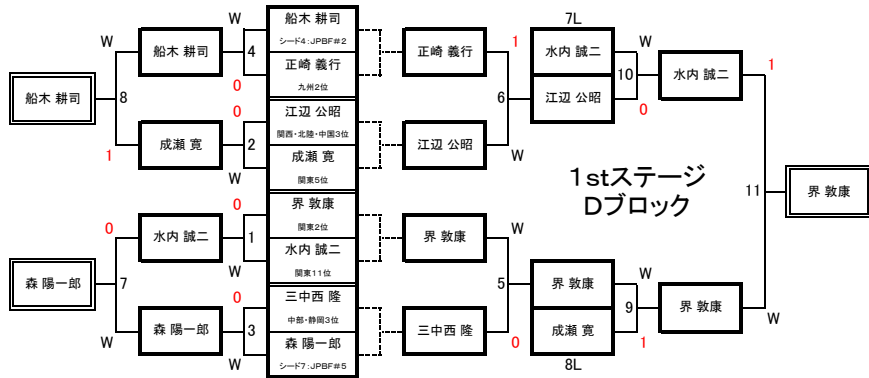 W
船木 耕司
8
船木 耕司
成瀬 寛
1
W
4
0
0
2
W
船木 耕司
シード4:JPBF#2
正崎 義行
九州2位
江辺 公昭
関西・北陸・中国3位
成瀬 寛
関東5位
正崎 義行
1
6
江辺 公昭
W
7L
水内 誠二
江辺 公昭
W
10
0
水内 誠二
1
1stステージ
Dブロック
11
界 敦康
0
水内 誠二
7
森 陽一郎
森 陽一郎
W
0
1
W
0
3
W
界 敦康
関東2位
水内 誠二
関東11位
三中西 隆
中部・静岡3位
森 陽一郎
シード7:JPBF#5
界 敦康
W
5
三中西 隆
0
界 敦康
成瀬 寛
8L
W
9
1
界 敦康
W